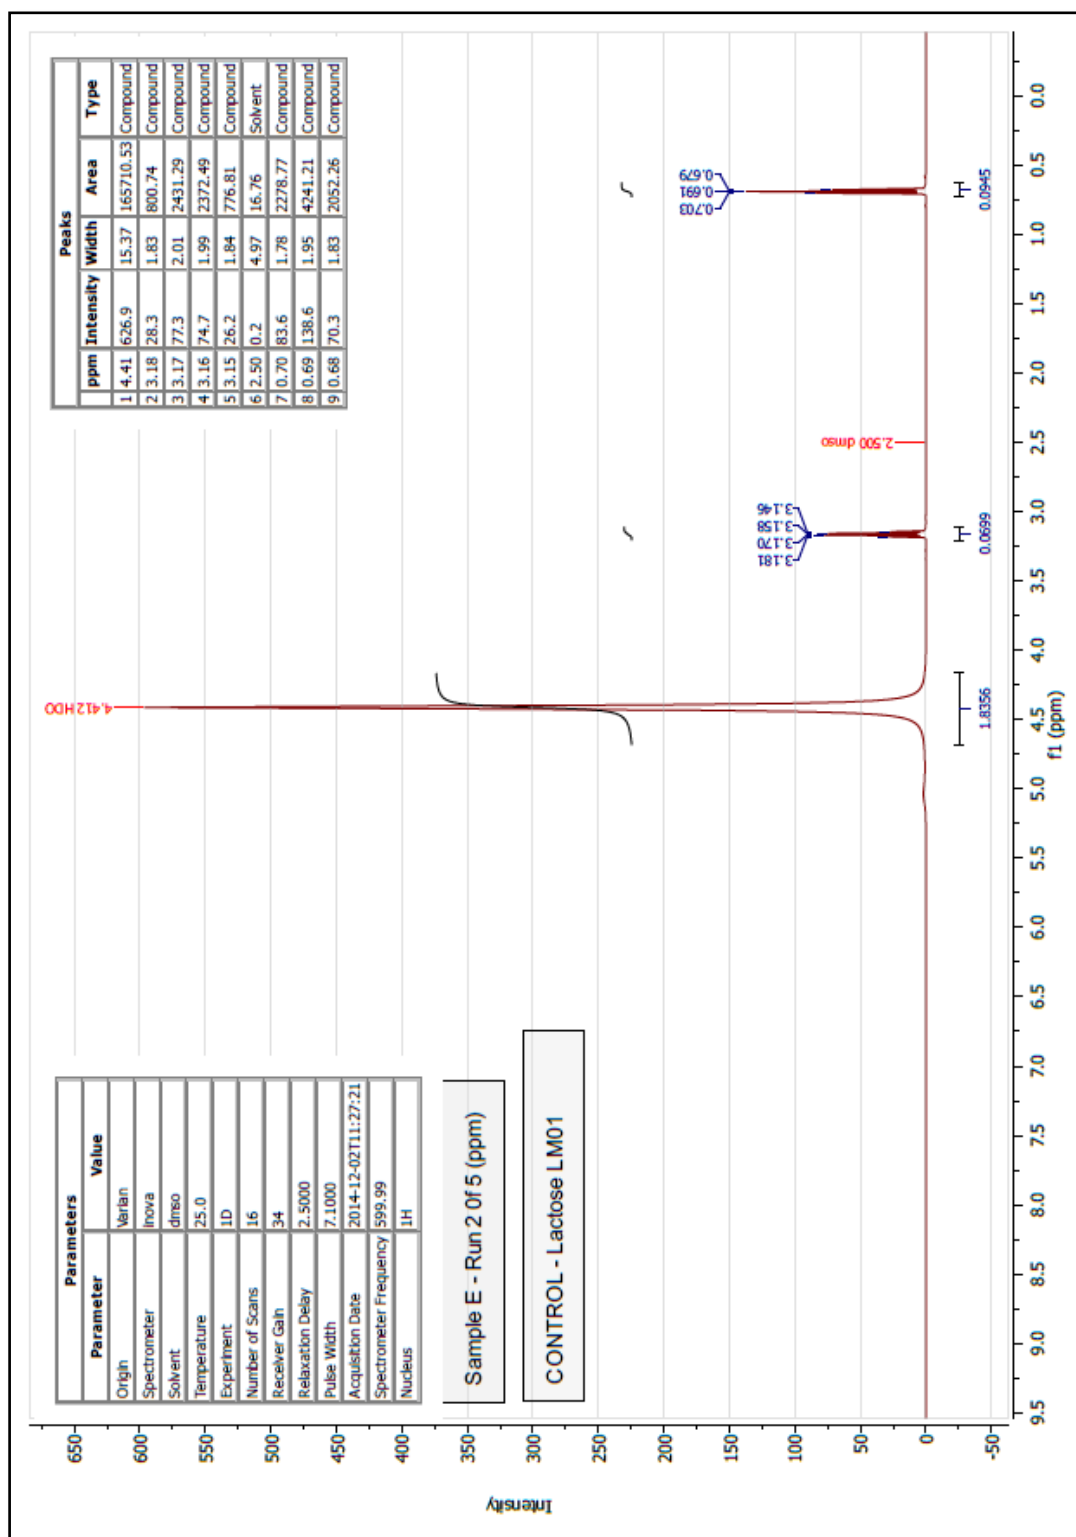 Peaks
ppm Intensity Width Area Type
1 4.41 626.9 15.37 165710.53 Compound
2 3.18 28.3 1.83 800.74 Compound
3 3.17 77.3 2.01 2431.29 Compound
4 3.16 74.7 1.99 2372.49 Compound
5 3.15 26.2 1.84 776.81 Compound
6 2.50 0.2 4.97 16.76 Solvent
7 0.70 83.6 1.78 2278.77 Compound
8 0.69 138.6 1.95 4241.21 Compound
9 0.68 70.3 1.83 2052.26 Compound
Parameters
Parameter Value
Origin Varian
Spectrometer inova
Solvent dmso
Temperature 25.0
Experiment 1D
Number of Scans 16
Receiver Gain 34
Relaxation Delay 2.5000
Pulse Width 7.1000
Acquisition Date 2014-12-02T11:27:21
Spectrometer Frequency 599.99
Nucleus 1H
Sample E - Run 2 0f 5 (ppm)
CONTROL - Lactose LM01
4.412 HDO
3.181
3.170
3.158
3.146
2.500 dmso
0.703
0.691
0.679
1.8356
0.0699
0.0945
650
600
550
500
450
400
350
300
250
200
150
100
50
0
-50
Intensity
9.5 9.0 8.5 8.0 7.5 7.0 6.5 6.0 5.5 5.0 4.5 4.0 3.5 3.0 2.5 2.0 1.5 1.0 0.5 0.0
f1 (ppm)